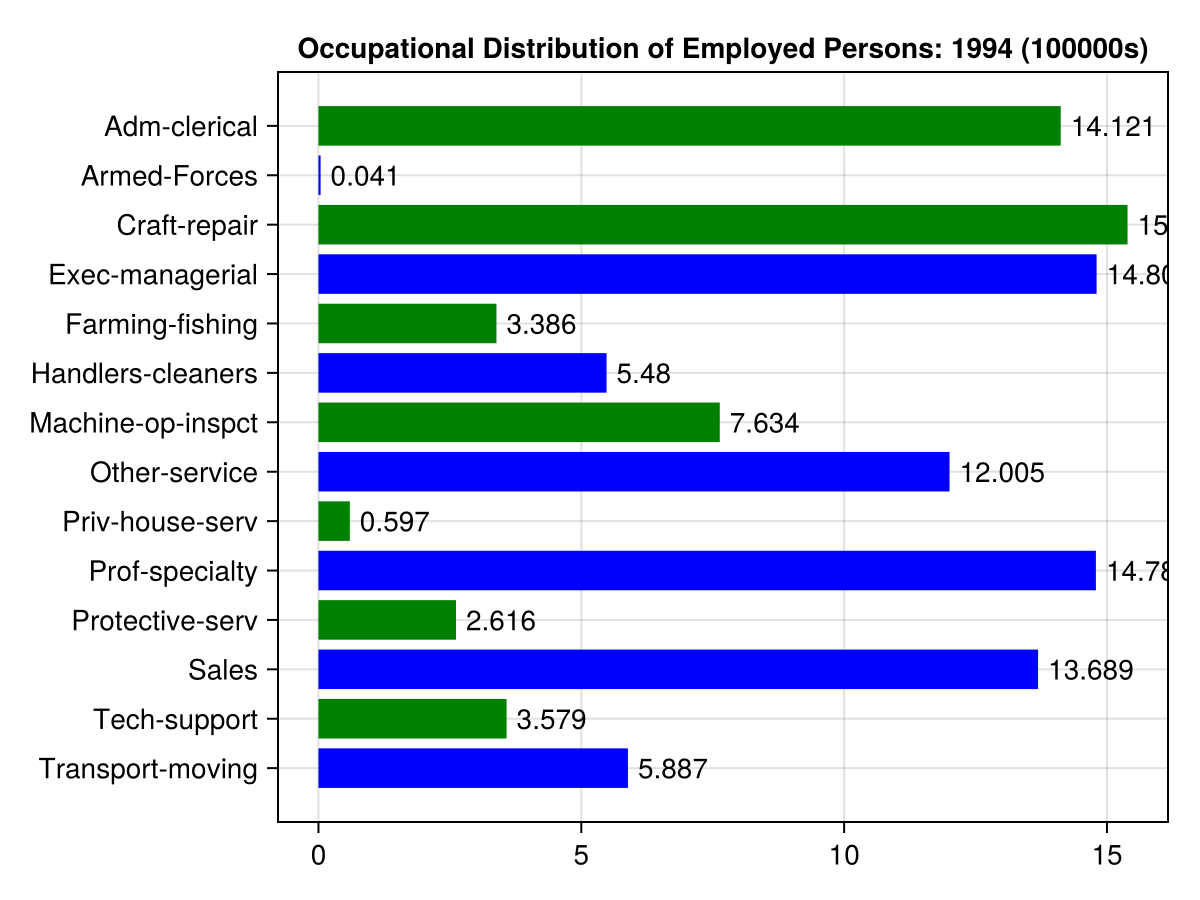 Occupational Distribution of Employed Persons: 1994 (100000s)
Adm-clerical 14.121
Armed-Forces 0.041
Craft-repair 15
Exec-managerial 14.80
Farming-fishing 3.386
Handlers-cleaners 5.48
Machine-op-inspct 7.634
Other-service 12.005
Priv-house-serv 0.597
Prof-specialty 14.78
Protective-serv 2.616
Sales 13.689
Tech-support 3.579
Transport-moving 5.887
0 5 10 15